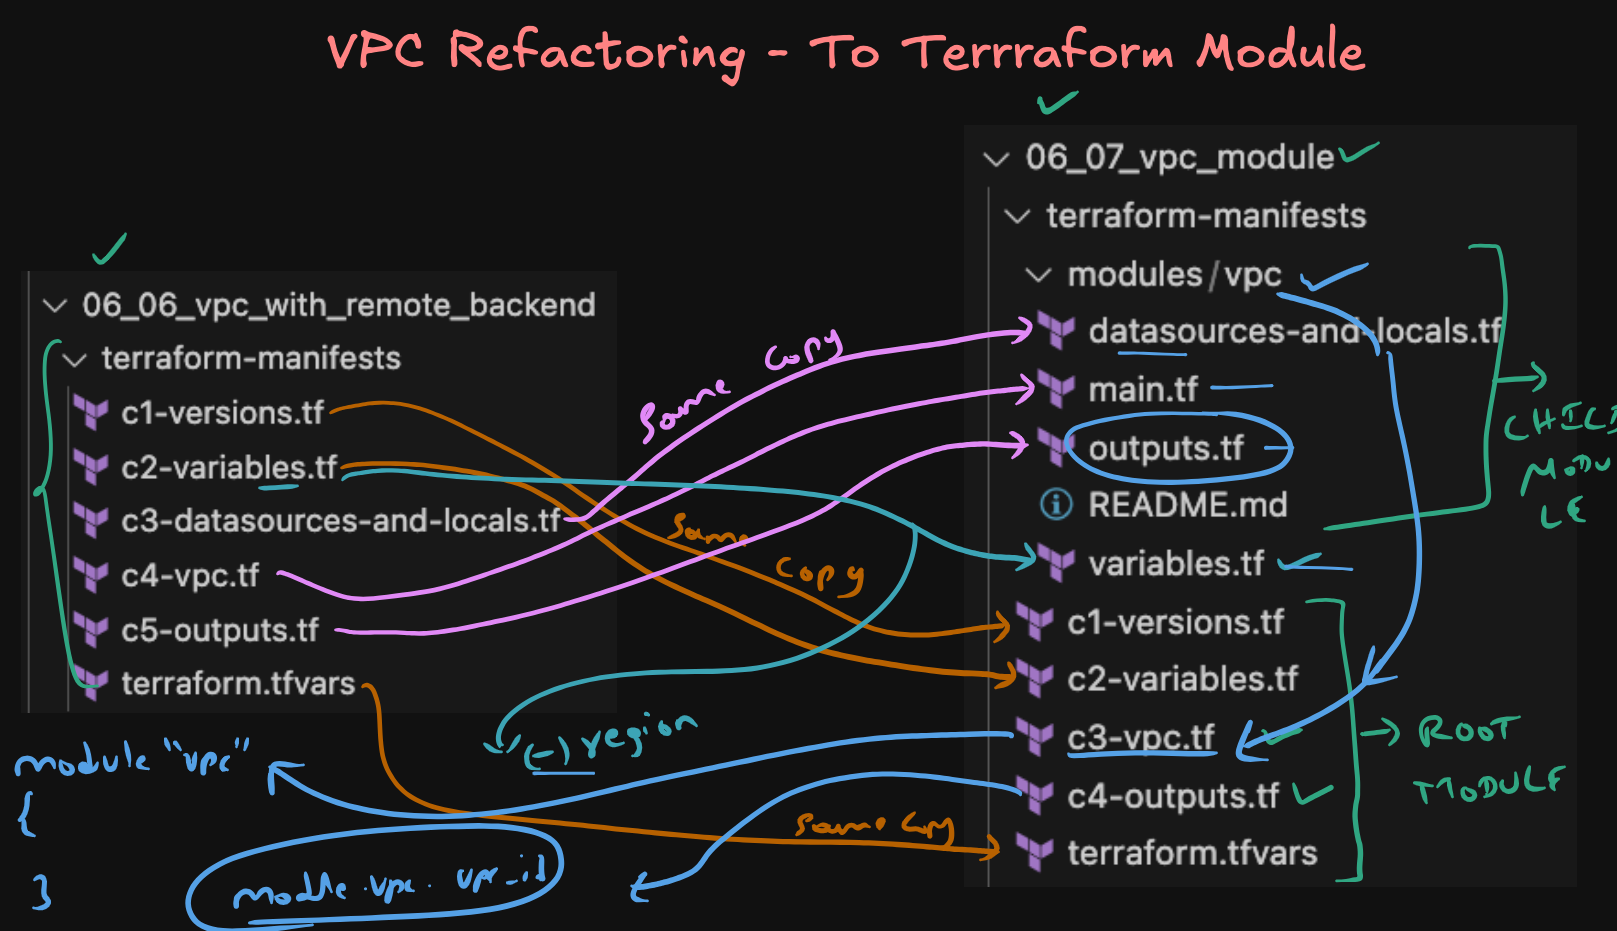 VPC Refactoring - To Terrraform Module
06_06_vpc_with_remote_backend
terraform-manifests
c1-versions.tf
c2-variables.tf
c3-datasources-and-locals.tf
c4-vpc.tf
c5-outputs.tf
terraform.tfvars
module "vpc"
{
}
module.vpc.vpc_id
(-) region
Same Copy
Same
Copy
Same Copy
06_07_vpc_module
terraform-manifests
modules/vpc
datasources-and-locals.tf
main.tf
outputs.tf
README.md
variables.tf
c1-versions.tf
c2-variables.tf
c3-vpc.tf
c4-outputs.tf
terraform.tfvars
CHILD
MODU
LE
ROOT
MODULE